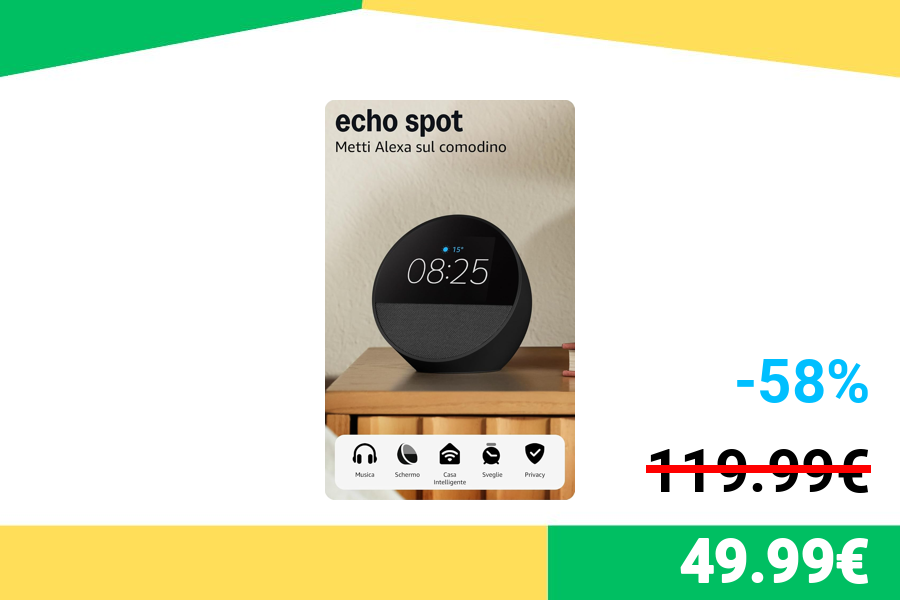 echo spot
Metti Alexa sul comodino
15°
08:25
Musica
Schermo
Casa
Intelligente
Sveglie
Privacy
-58%
119.99€
49.99€